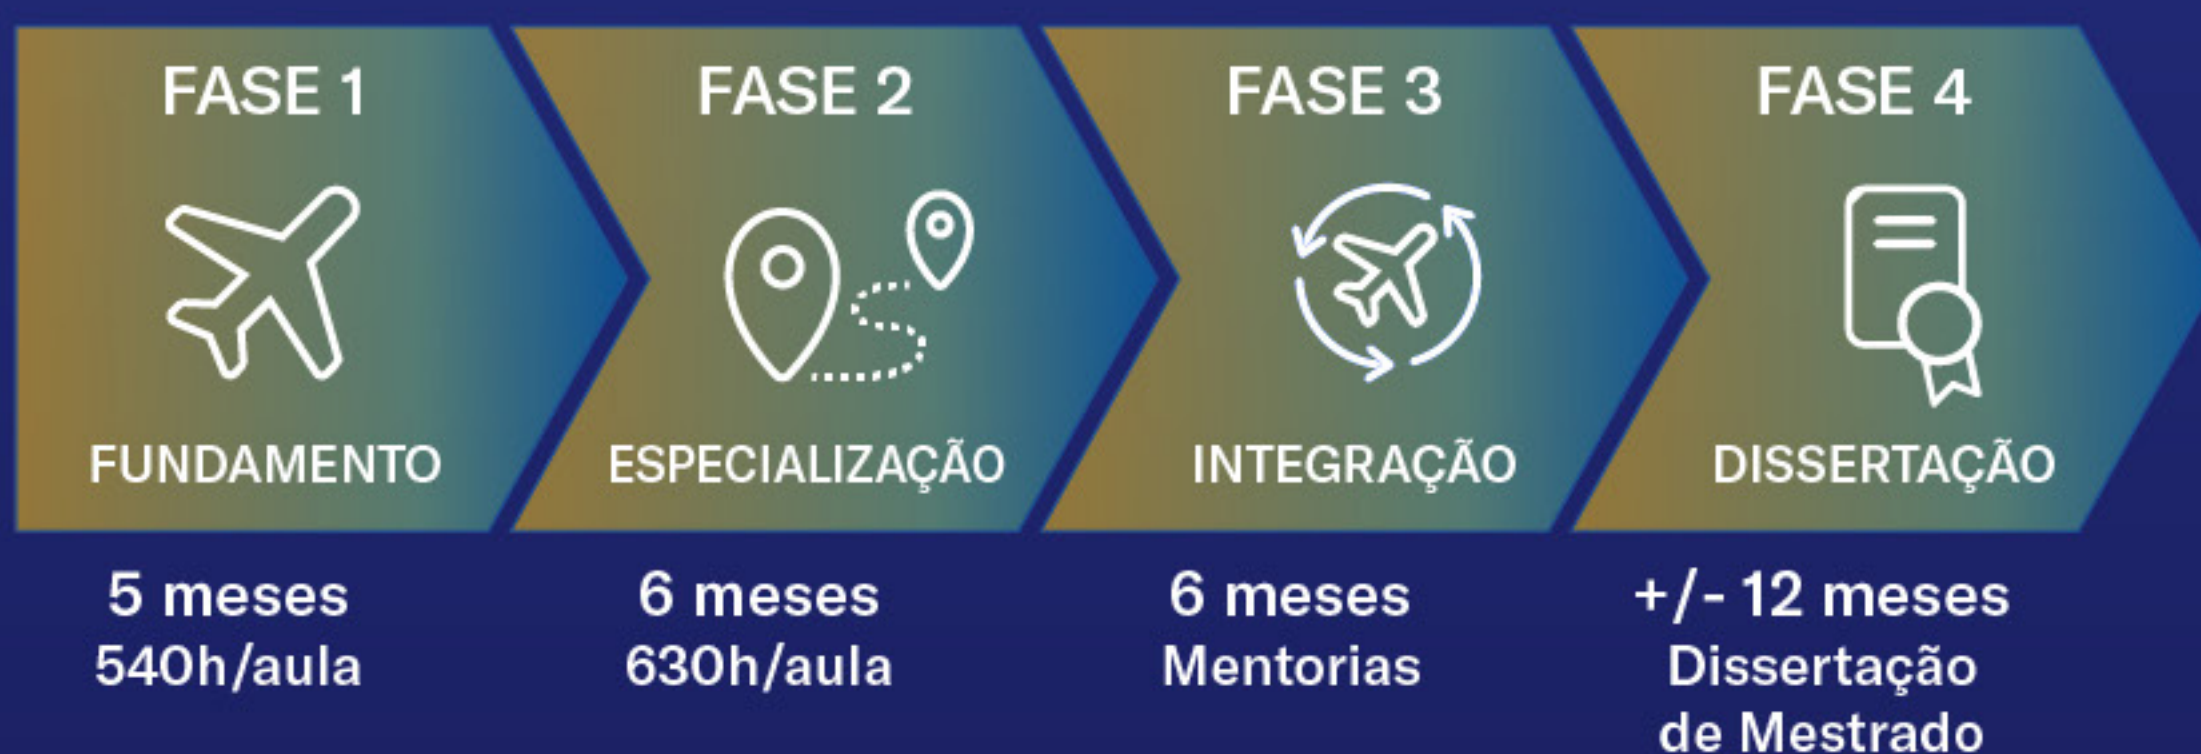 FASE 1
FUNDAMENTO
5 meses
540h/aula
FASE 2
ESPECIALIZAÇÃO
6 meses
630h/aula
FASE 3
INTEGRAÇÃO
6 meses
Mentorias
FASE 4
DISSERTAÇÃO
+/- 12 meses
Dissertação
de Mestrado